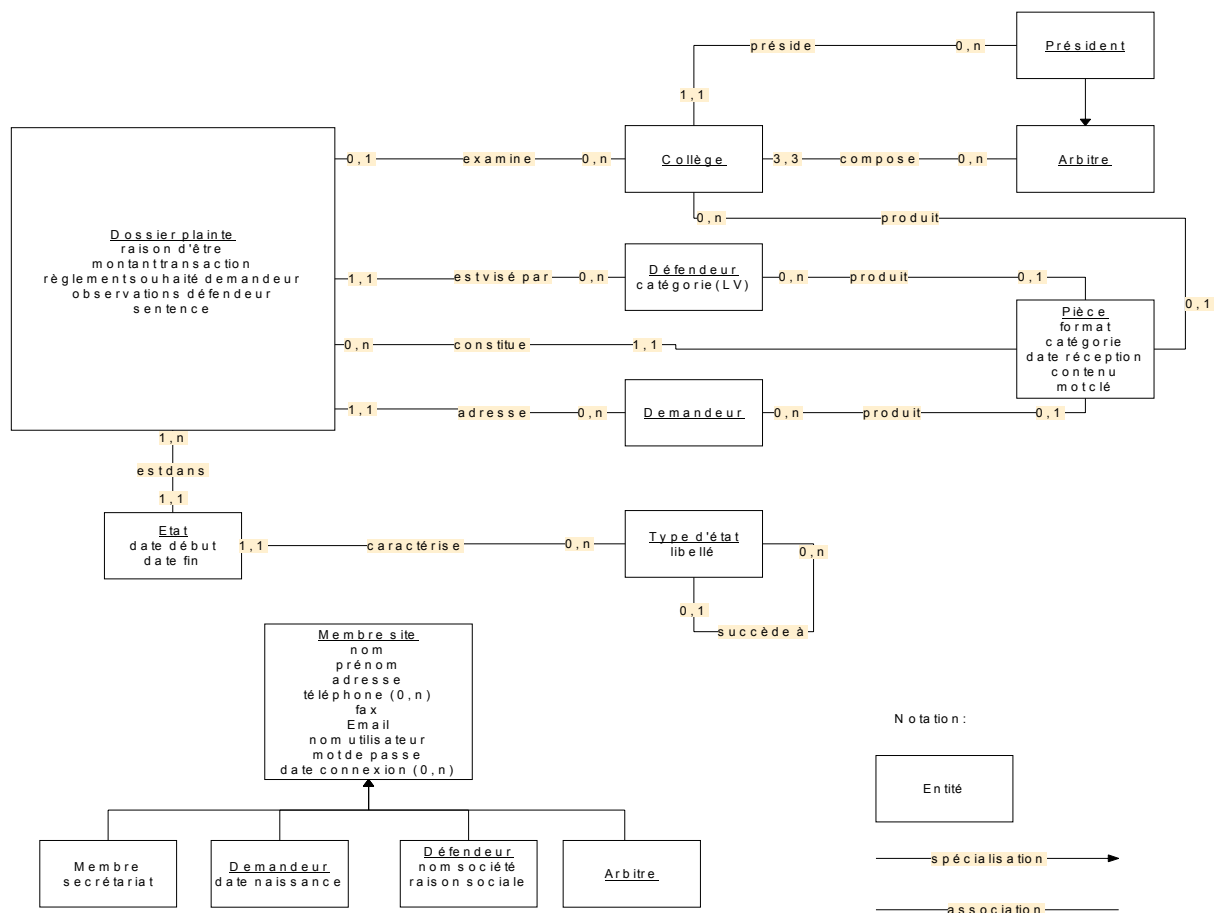 préside
0,n
Président
1,1
0,1
examine
0,n
Collège
3,3
compose
0,n
Arbitre
Dossier plainte
raison d'être
montant transaction
règlement souhaité demandeur
observations défendeur
sentence
0,n
produit
1,1
est visé par
0,n
Défendeur
catégorie (LV)
0,n
produit
0,1
0,1
Pièce
format
catégorie
date réception
contenu
mot clé
0,n
constitue
1,1
1,1
adresse
0,n
Demandeur
0,n
produit
0,1
1,n
est dans
1,1
Etat
date début
date fin
1,1
caractérise
0,n
Type d'état
libellé
0,n
0,1
succède à
Membre site
nom
prénom
adresse
téléphone (0,n)
fax
Email
nom utilisateur
mot de passe
date connexion (0,n)
Notation :
Entité
spécialisation
association
Membre
secrétariat
Demandeur
date naissance
Défendeur
nom société
raison sociale
Arbitre